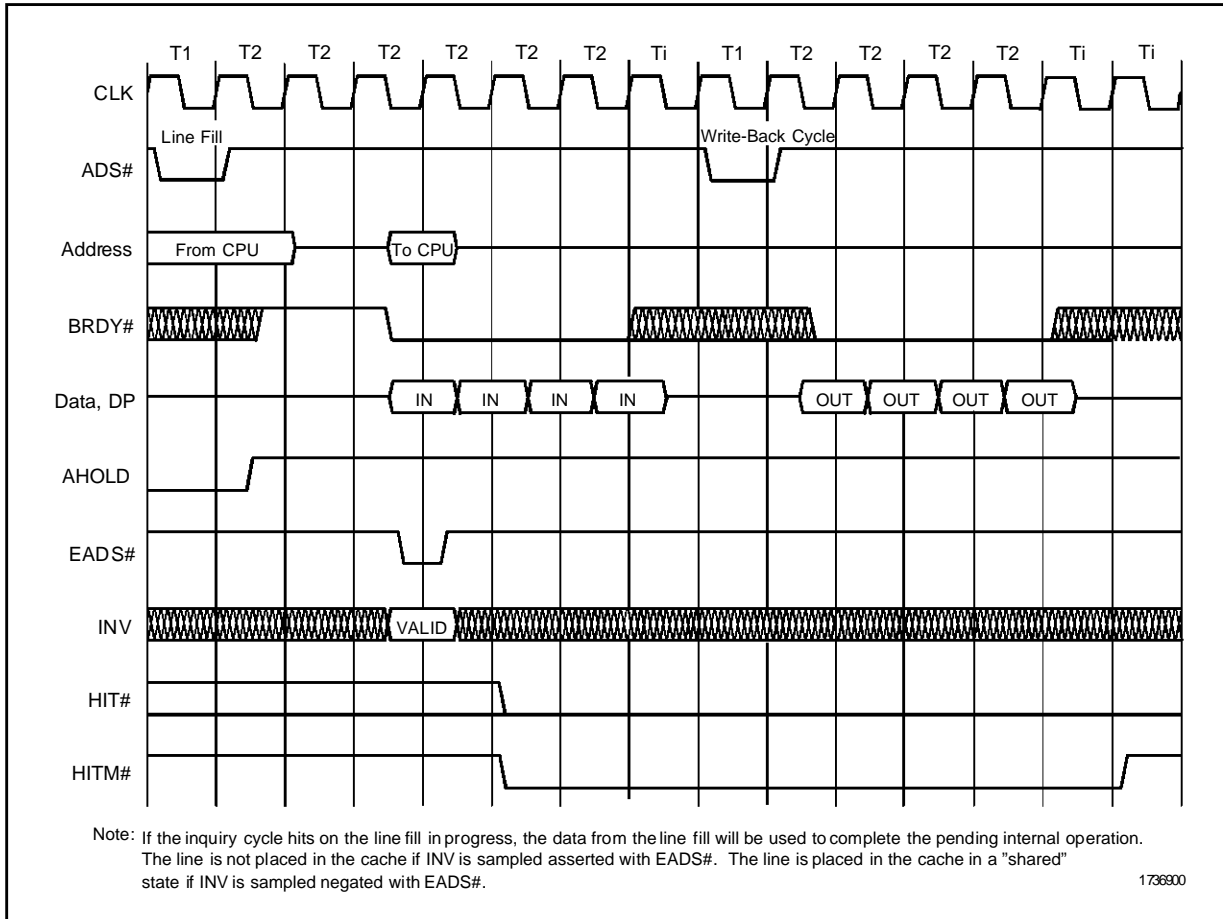 T1 T2 T2 T2 T2 T2 T2 Ti T1 T2 T2 T2 T2 Ti Ti
CLK
Line Fill Write-Back Cycle
ADS#
Address From CPU To CPU
BRDY#
Data, DP IN IN IN IN OUT OUT OUT OUT
AHOLD
EADS#
INV VALID
HIT#
HITM#
Note: If the inquiry cycle hits on the line fill in progress, the data from the line fill will be used to complete the pending internal operation.
The line is not placed in the cache if INV is sampled asserted with EADS#. The line is placed in the cache in a "shared"
state if INV is sampled negated with EADS#.
1736900